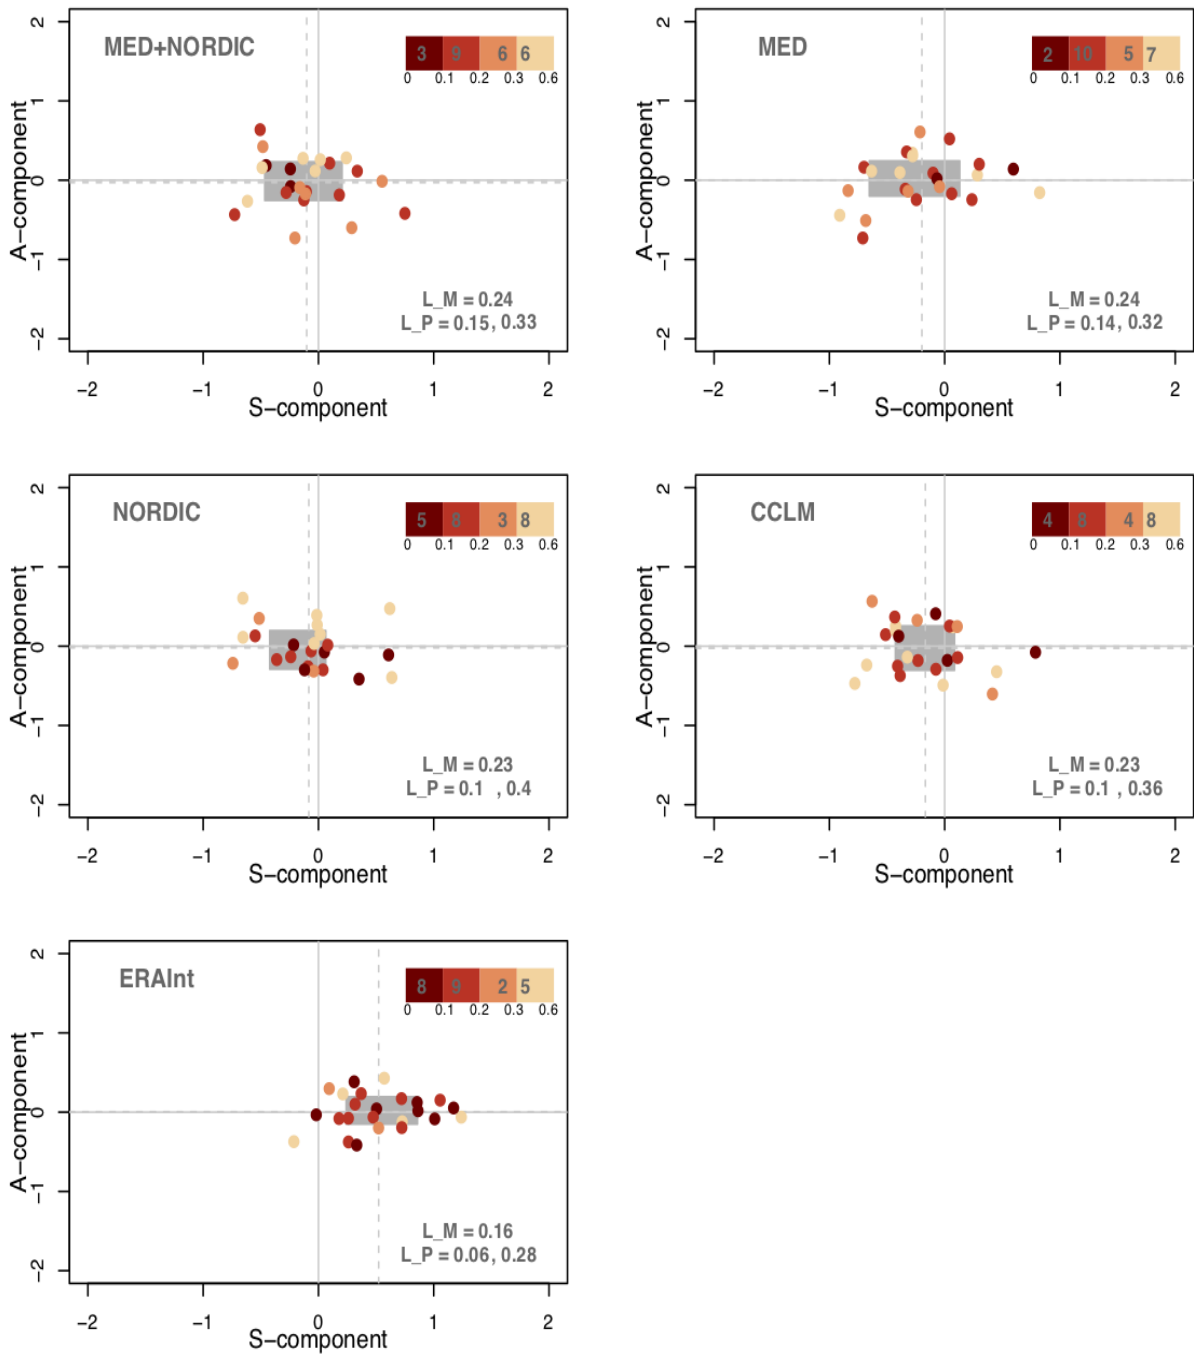 MED+NORDIC
3 9 6 6
0 0.1 0.2 0.3 0.6
A−component
2
1
0
−1
−2
L_M = 0.24
L_P = 0.15, 0.33
−2 −1 0 1 2
S−component
MED
2 10 5 7
0 0.1 0.2 0.3 0.6
A−component
2
1
0
−1
−2
L_M = 0.24
L_P = 0.14, 0.32
−2 −1 0 1 2
S−component
NORDIC
5 8 3 8
0 0.1 0.2 0.3 0.6
A−component
2
1
0
−1
−2
L_M = 0.23
L_P = 0.1 , 0.4
−2 −1 0 1 2
S−component
CCLM
4 8 4 8
0 0.1 0.2 0.3 0.6
A−component
2
1
0
−1
−2
L_M = 0.23
L_P = 0.1 , 0.36
−2 −1 0 1 2
S−component
ERAInt
8 9 2 5
0 0.1 0.2 0.3 0.6
A−component
2
1
0
−1
−2
L_M = 0.16
L_P = 0.06, 0.28
−2 −1 0 1 2
S−component